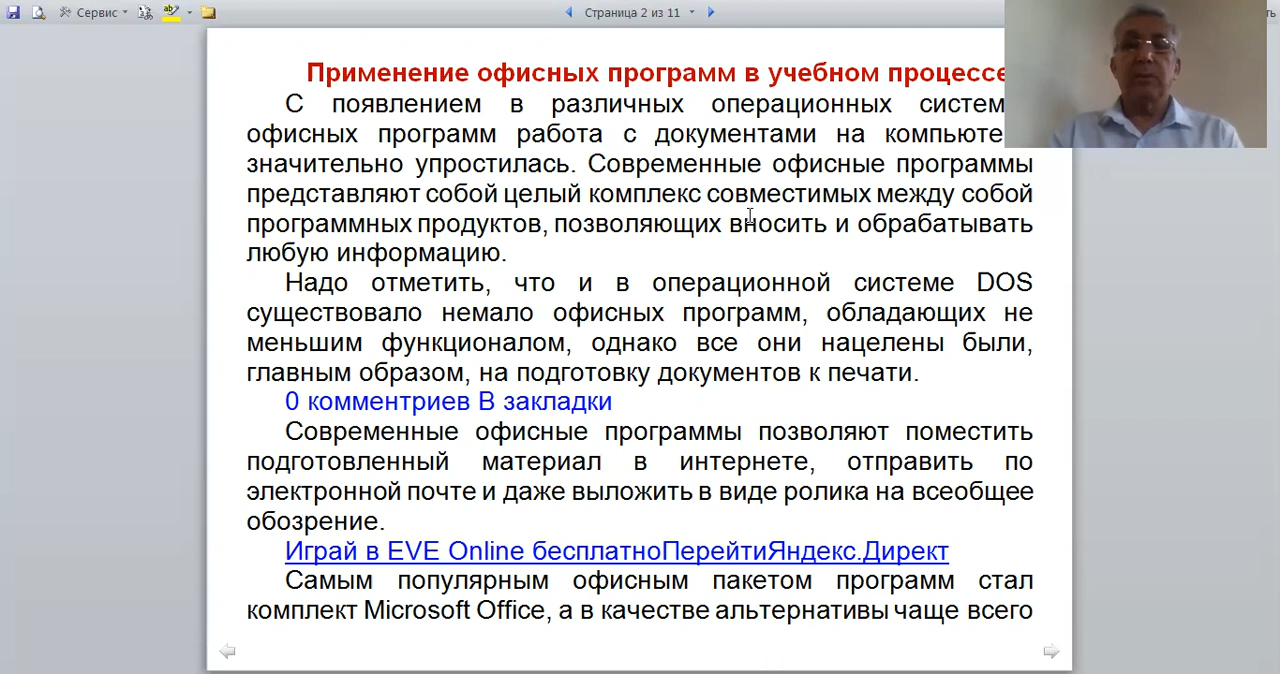 Сервис
Страница 2 из 11
ть
Применение офисных программ в учебном процессе
С появлением в различных операционных систем
офисных программ работа с документами на компьюте
значительно упростилась. Современные офисные программы
представляют собой целый комплекс совместимых между собой
программных продуктов, позволяющих вносить и обрабатывать
любую информацию.
Надо отметить, что и в операционной системе DOS
существовало немало офисных программ, обладающих не
меньшим функционалом, однако все они нацелены были,
главным образом, на подготовку документов к печати.
0 комментриев В закладки
Современные офисные программы позволяют поместить
подготовленный материал в интернете, отправить по
электронной почте и даже выложить в виде ролика на всеобщее
обозрение.
Играй в EVE Online бесплатноПерейтиЯндекс.Директ
Самым популярным офисным пакетом программ стал
комплект Microsoft Office, а в качестве альтернативы чаще всего